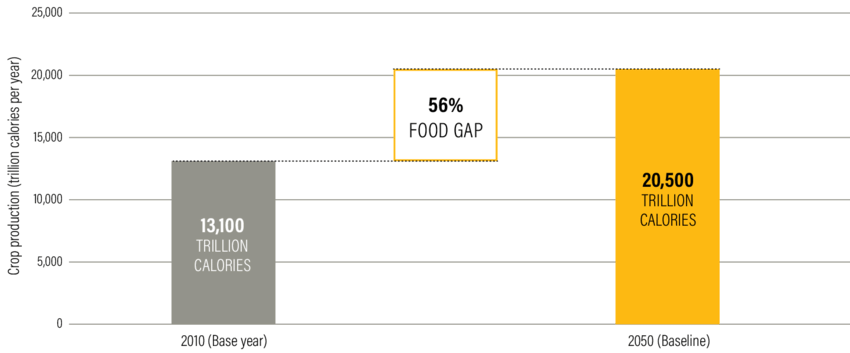 Crop production (trillion calories per year)
25,000
20,000
15,000
10,000
5,000
0
13,100
TRILLION
CALORIES
56%
FOOD GAP
20,500
TRILLION
CALORIES
2010 (Base year)
2050 (Baseline)